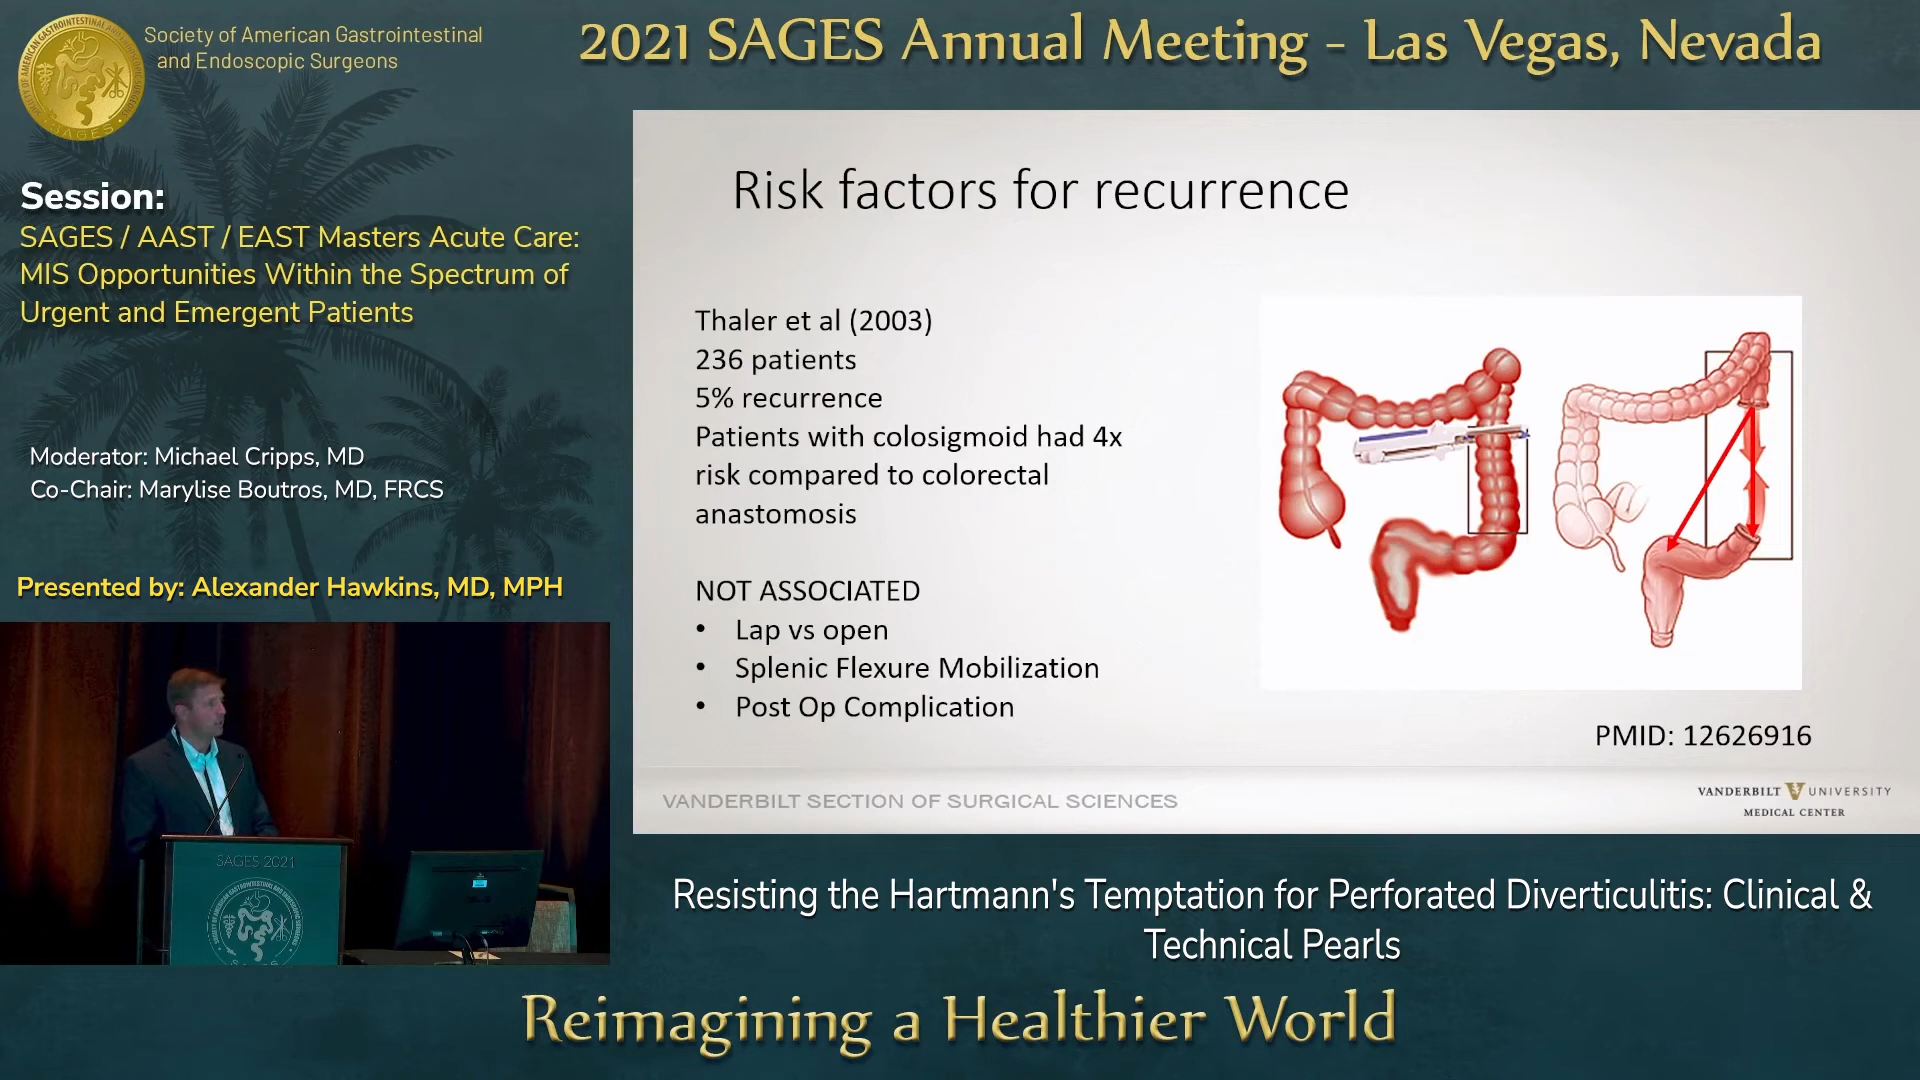 Society of American Gastrointestinal
and Endoscopic Surgeons
2021 SAGES Annual Meeting - Las Vegas, Nevada
Session:
SAGES / AAST / EAST Masters Acute Care:
MIS Opportunities Within the Spectrum of
Urgent and Emergent Patients
Moderator: Michael Cripps, MD
Co-Chair: Marylise Boutros, MD, FRCS
Presented by: Alexander Hawkins, MD, MPH
SAGES 2021
Risk factors for recurrence
Thaler et al (2003)
236 patients
5% recurrence
Patients with colosigmoid had 4x
risk compared to colorectal
anastomosis
NOT ASSOCIATED
• Lap vs open
• Splenic Flexure Mobilization
• Post Op Complication
PMID: 12626916
VANDERBILT SECTION OF SURGICAL SCIENCES
VANDERBILT V UNIVERSITY
MEDICAL CENTER
Resisting the Hartmann's Temptation for Perforated Diverticulitis: Clinical &
Technical Pearls
Reimagining a Healthier World